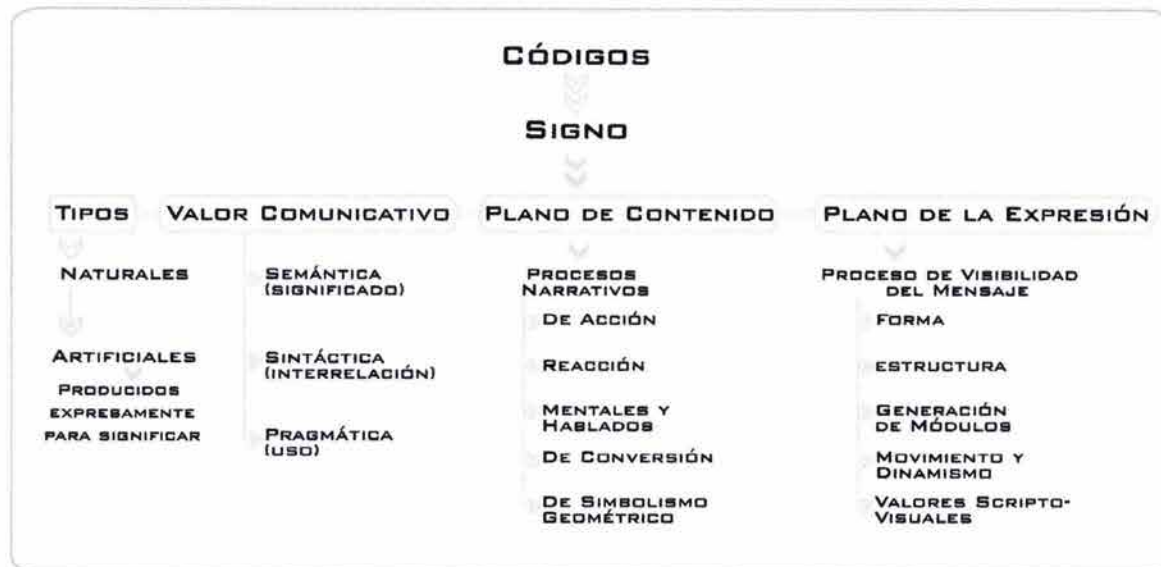 CÓDIGOS
SIGNO
TIPOS
NATURALES
ARTIFICIALES
PRODUCIDOS
EXPRESAMENTE
PARA SIGNIFICAR
VALOR COMUNICATIVO
SEMÁNTICA
(SIGNIFICADO)
SINTÁCTICA
(INTERRELACIÓN)
PRAGMÁTICA
(USO)
PLANO DE CONTENIDO
PROCESOS
NARRATIVOS
DE ACCIÓN
REACCIÓN
MENTALES Y
HABLADOS
DE CONVERSIÓN
DE SIMBOLISMO
GEOMÉTRICO
PLANO DE LA EXPRESIÓN
PROCESO DE VISIBILIDAD
DEL MENSAJE
FORMA
ESTRUCTURA
GENERACIÓN
DE MÓDULOS
MOVIMIENTO Y
DINAMISMO
VALORES SCRIPTO-
VISUALES